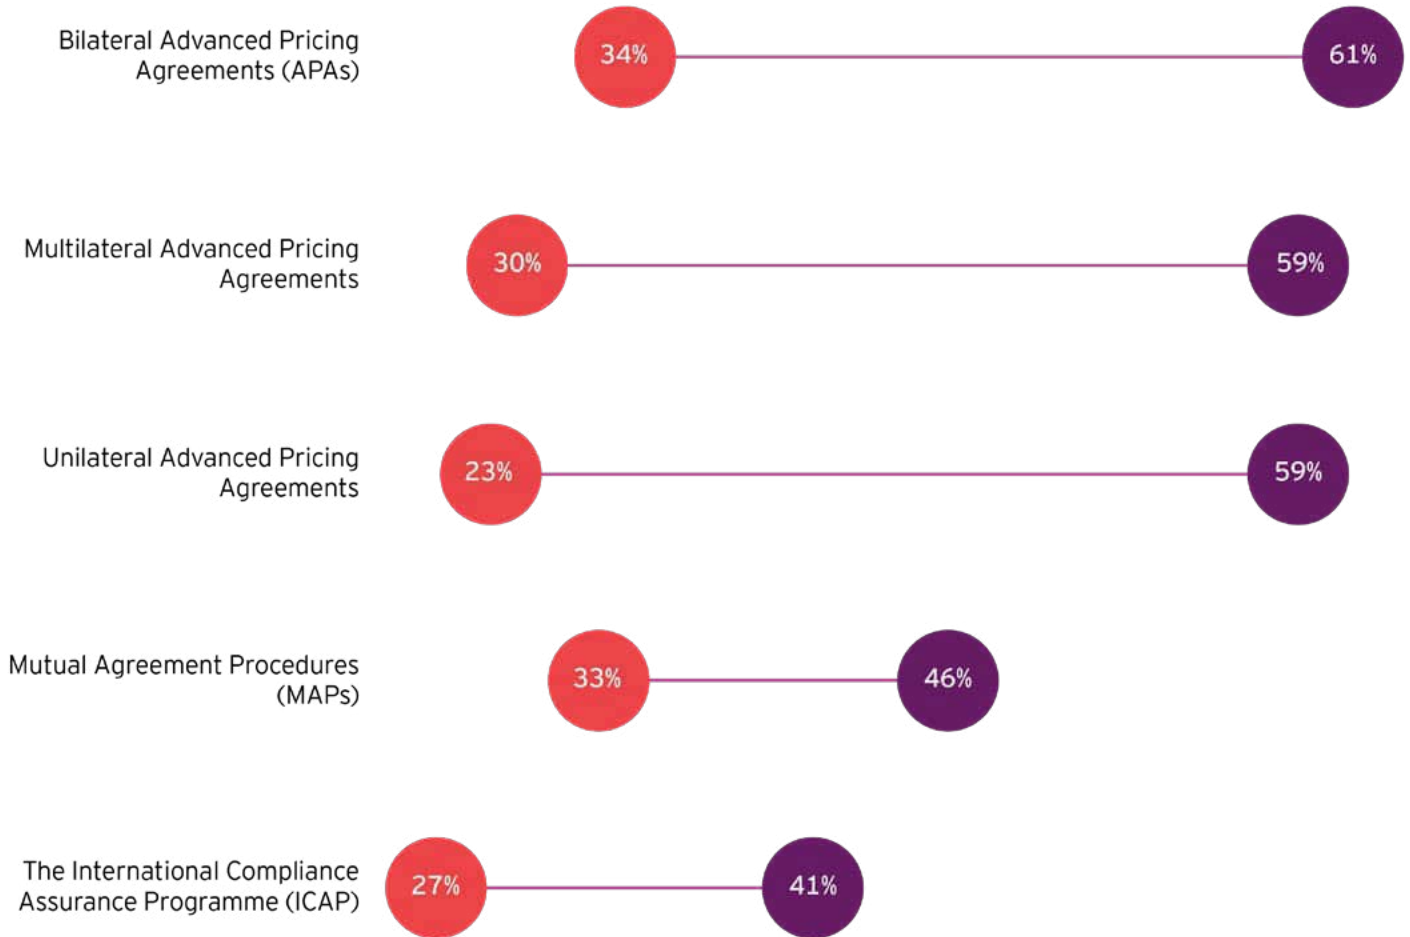 Bilateral Advanced Pricing
Agreements (APAs)
34%
61%
Multilateral Advanced Pricing
Agreements
30%
59%
Unilateral Advanced Pricing
Agreements
23%
59%
Mutual Agreement Procedures
(MAPs)
33%
46%
The International Compliance
Assurance Programme (ICAP)
27%
41%